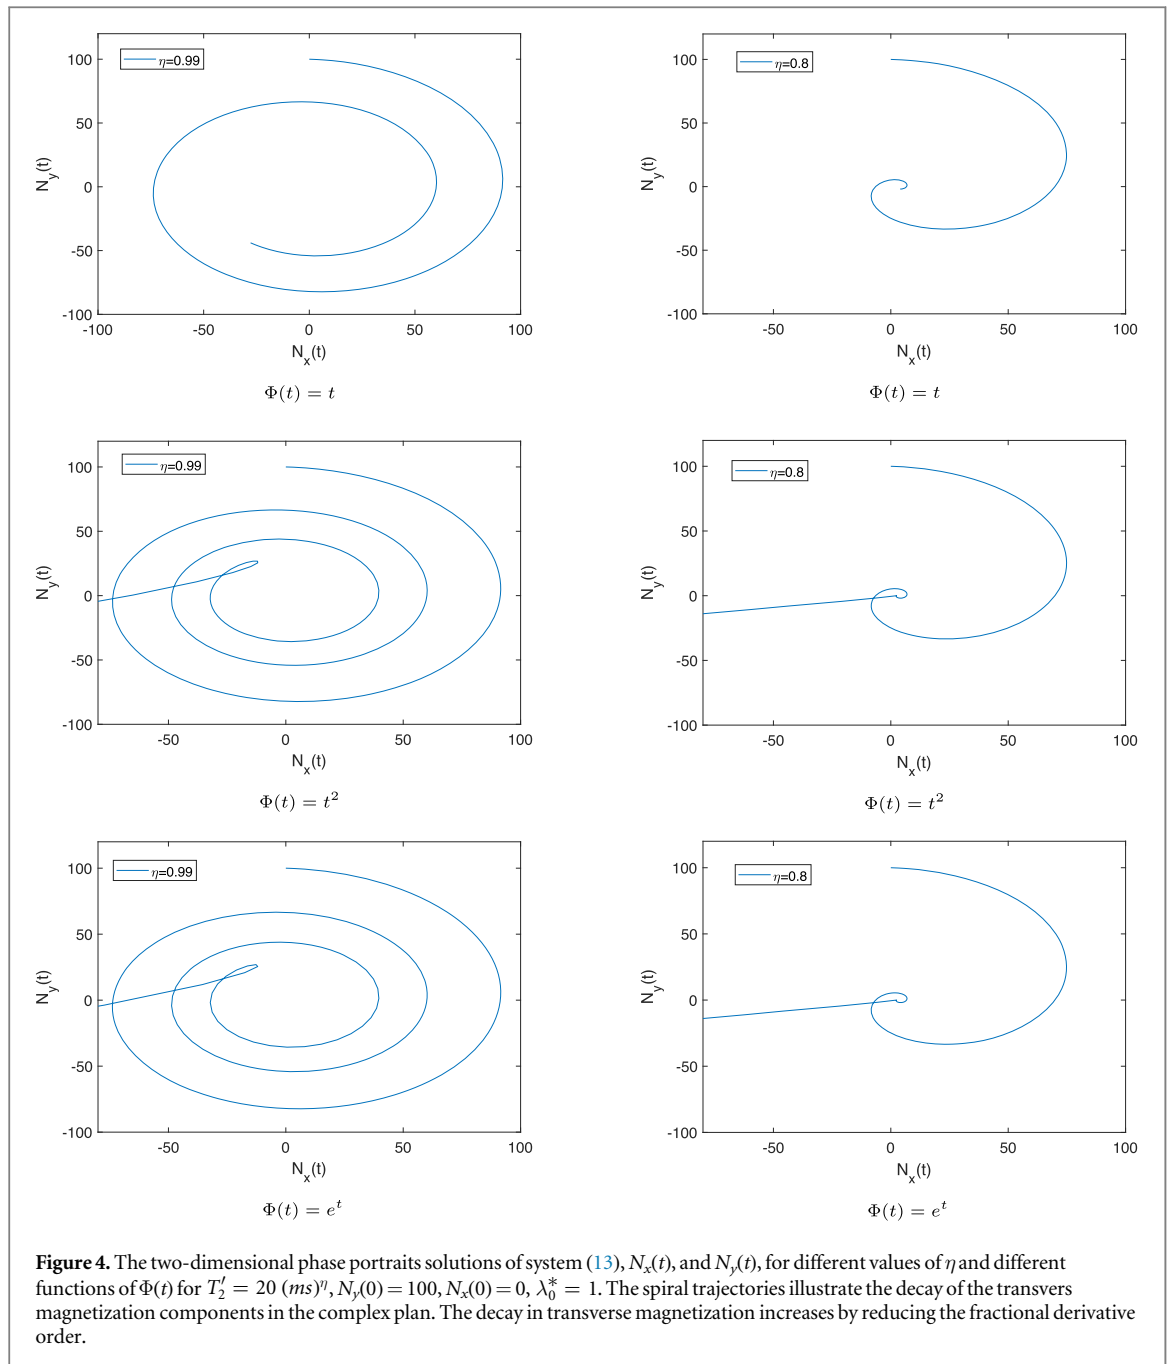 100
50
0
-50
-100
N_y(t)
η=0.99
-100
-50
0
50
100
N_x(t)
Φ(t) = t
100
50
0
-50
-100
N_y(t)
η=0.8
-50
0
50
100
N_x(t)
Φ(t) = t
100
50
0
-50
-100
N_y(t)
η=0.99
-50
0
50
100
N_x(t)
Φ(t) = t²
100
50
0
-50
-100
N_y(t)
η=0.8
-50
0
50
100
N_x(t)
Φ(t) = t²
100
50
0
-50
-100
N_y(t)
η=0.99
-50
0
50
100
N_x(t)
Φ(t) = eᵗ
100
50
0
-50
-100
N_y(t)
η=0.8
-50
0
50
100
N_x(t)
Φ(t) = eᵗ
Figure 4. The two-dimensional phase portraits solutions of system (13), N_x(t), and N_y(t), for different values of η and different
functions of Φ(t) for T′₂ = 20 (ms)^η, N_y(0) = 100, N_x(0) = 0, λ₀* = 1. The spiral trajectories illustrate the decay of the transvers
magnetization components in the complex plan. The decay in transverse magnetization increases by reducing the fractional derivative
order.